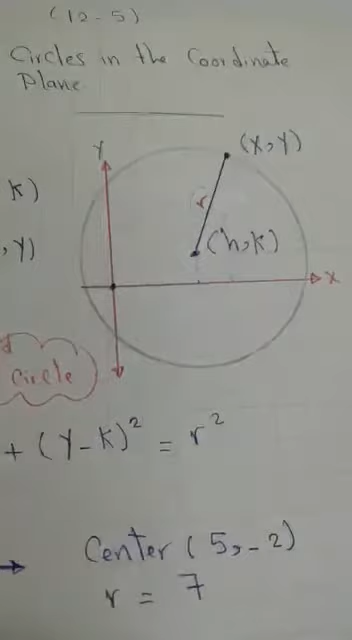 (12-5)
Circles in the Coordinate
Plane
Y
(x,y)
k)
r
,y)
(h,k)
X
Circle
+ (y-k)² = r²
Center (5,-2)
r = 7